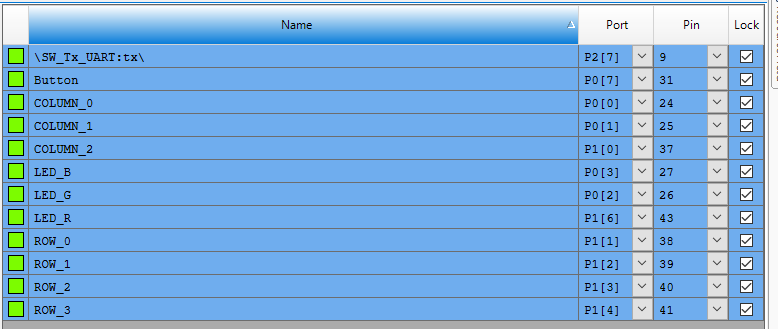 Name Port Pin Lock
\SW_Tx_UART:tx\ P2[7] 9
Button P0[7] 31
COLUMN_0 P0[0] 24
COLUMN_1 P0[1] 25
COLUMN_2 P1[0] 37
LED_B P0[3] 27
LED_G P0[2] 26
LED_R P1[6] 43
ROW_0 P1[1] 38
ROW_1 P1[2] 39
ROW_2 P1[3] 40
ROW_3 P1[4] 41